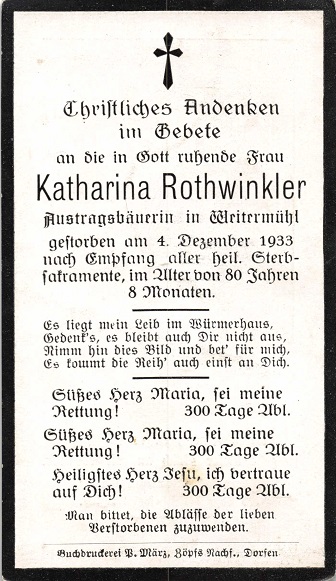 Christliches Andenken
im Gebete
an die in Gott ruhende Frau
Katharina Rothwinkler
Austragsbäuerin in Weitermühl
gestorben am 4. Dezember 1933
nach Empfang aller heil. Sterb-
sakramente, im Alter von 80 Jahren
8 Monaten.
Es liegt mein Leib im Würmerhaus,
Gedenk's, es bleibt auch Dir nicht aus,
Nimm hin dies Bild und bet' für mich,
Es kommt die Reih' auch einst an Dich.
Süßes Herz Maria, sei meine
Rettung! 300 Tage Abl.
Süßes Herz Maria, sei meine
Rettung! 300 Tage Abl.
Heiligstes Herz Jesu, ich vertraue
auf Dich! 300 Tage Abl.
Man bittet, die Ablässe der lieben
Verstorbenen zuzuwenden.
Buchdruckerei P. März, Zöpfs Nachf., Dorfen